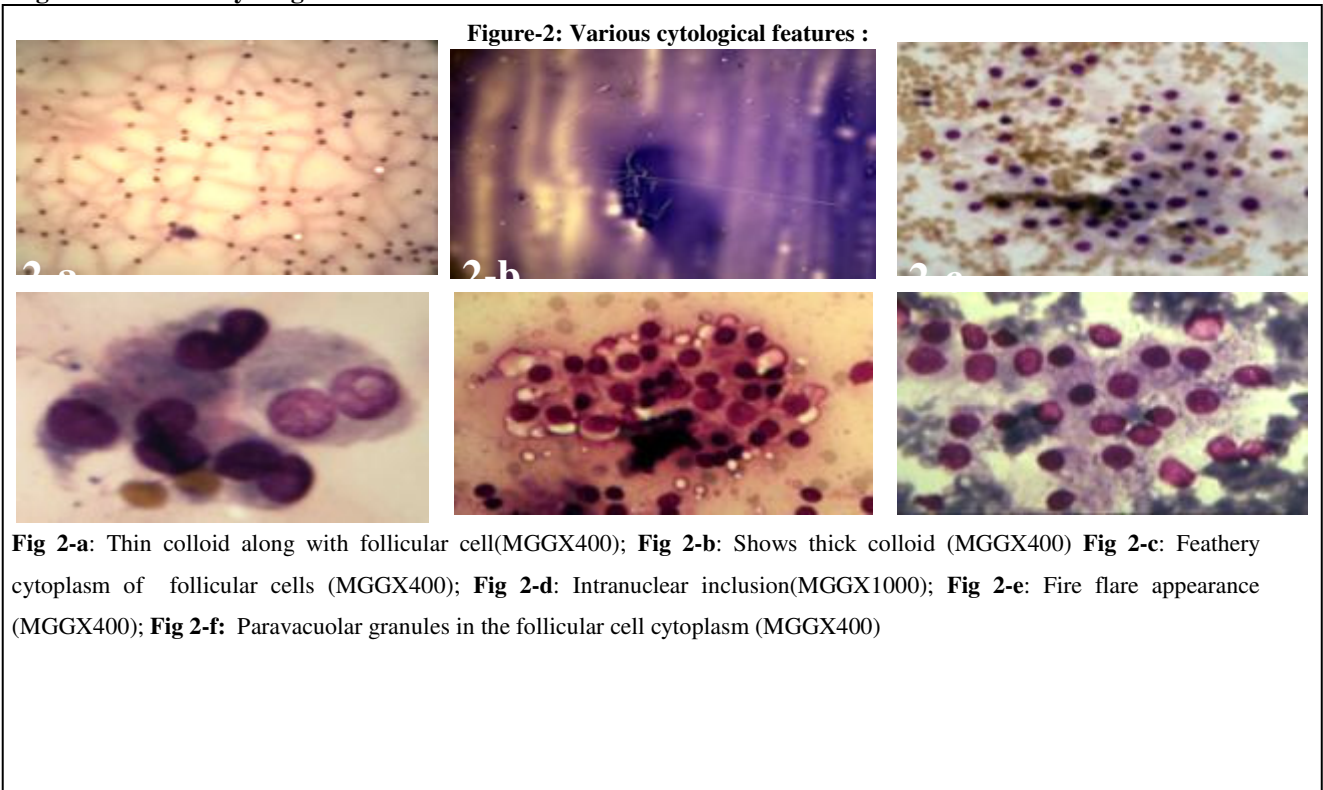 Figure-2: Various cytological features :
2-a 2-b 2-c
Fig 2-a: Thin colloid along with follicular cell(MGGX400); Fig 2-b: Shows thick colloid (MGGX400) Fig 2-c: Feathery
cytoplasm of follicular cells (MGGX400); Fig 2-d: Intranuclear inclusion(MGGX1000); Fig 2-e: Fire flare appearance
(MGGX400); Fig 2-f: Paravacuolar granules in the follicular cell cytoplasm (MGGX400)